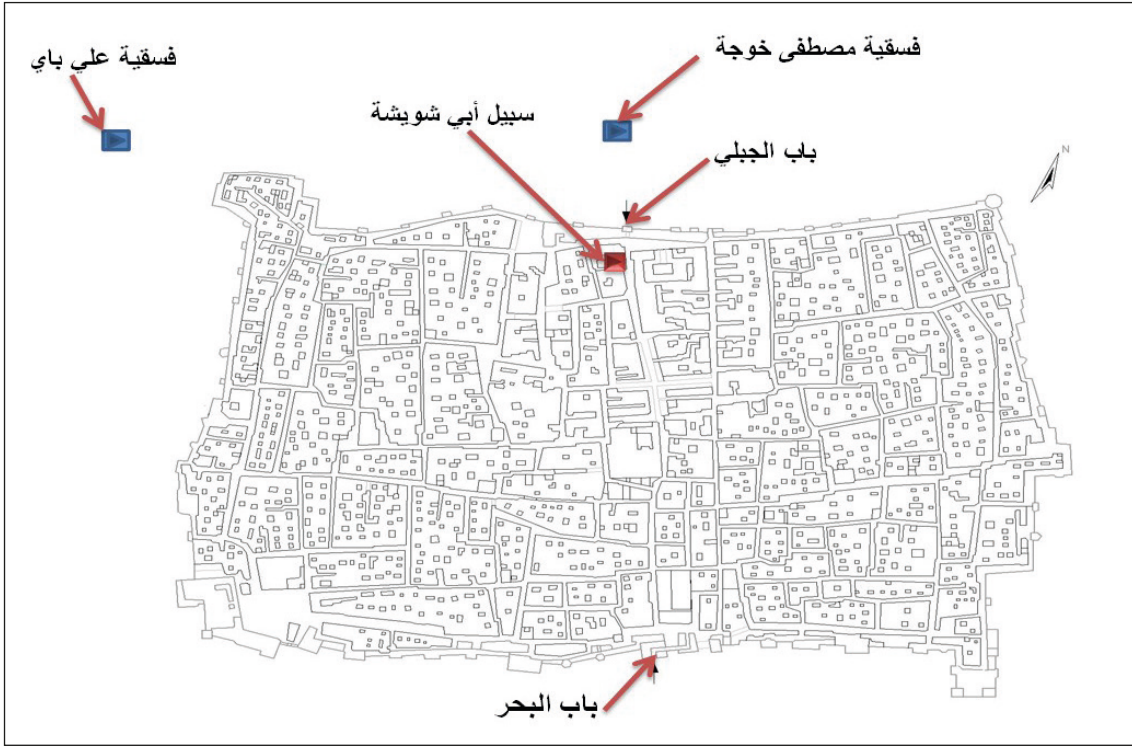 فسقية مصطفى خوجة
فسقية علي باي
سبيل أبي شويشة
باب الجبلي
N
باب البحر